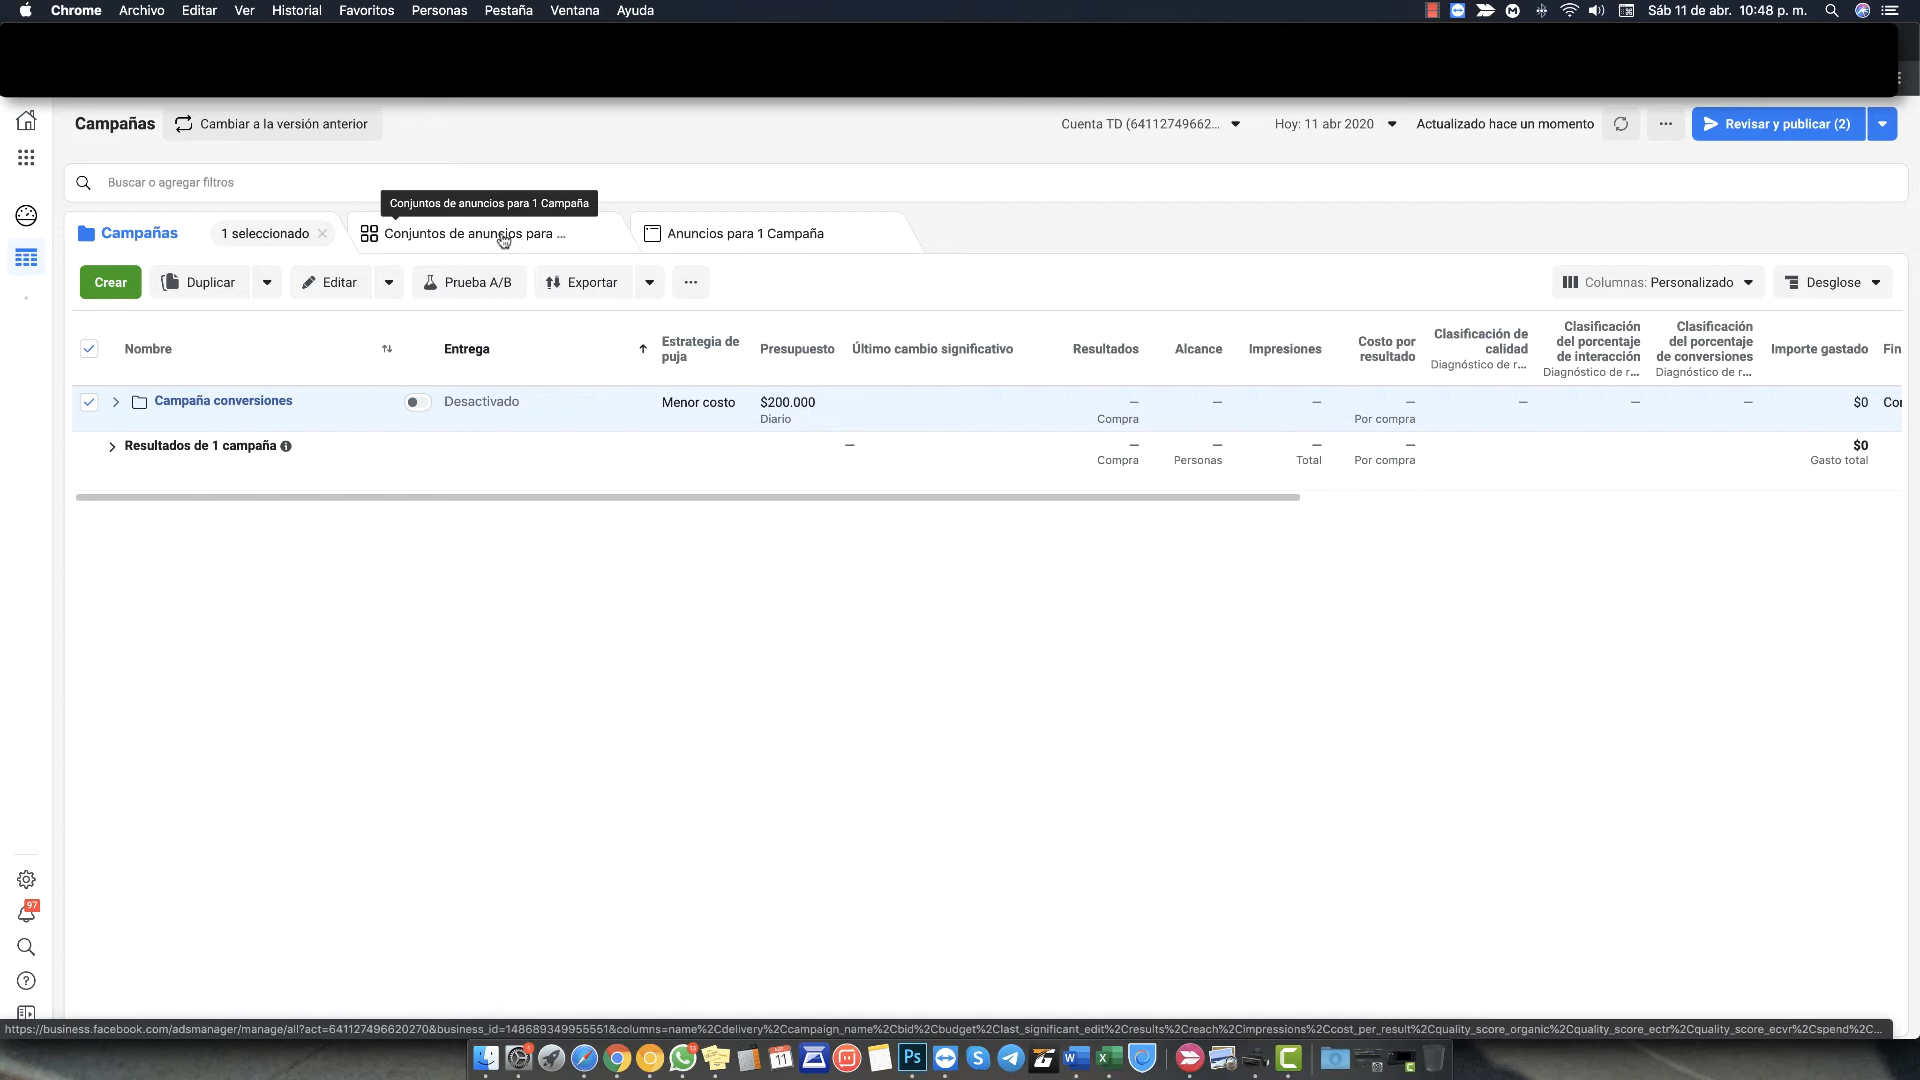 Chrome Archivo Editar Ver Historial Favoritos Personas Pestaña Ventana Ayuda
Sáb 11 de abr. 10:48 p. m.
Campañas
Cambiar a la versión anterior
Cuenta TD (64112749662...
Hoy: 11 abr 2020
Actualizado hace un momento
Revisar y publicar (2)
Buscar o agregar filtros
Conjuntos de anuncios para 1 Campaña
Campañas
1 seleccionado
Conjuntos de anuncios para ...
Anuncios para 1 Campaña
Crear
Duplicar
Editar
Prueba A/B
Exportar
Columnas: Personalizado
Desglose
Nombre
Entrega
Estrategia de
puja
Presupuesto
Último cambio significativo
Resultados
Alcance
Impresiones
Costo por
resultado
Clasificación de
calidad
Diagnóstico de r...
Clasificación
del porcentaje
de interacción
Diagnóstico de r...
Clasificación
del porcentaje
de conversiones
Diagnóstico de r...
Importe gastado
Fin
Campaña conversiones
Desactivado
Menor costo
$200.000
Diario
—
Compra
—
—
—
Por compra
—
—
—
$0
Cor
Resultados de 1 campaña
—
—
Compra
—
Personas
—
Total
—
Por compra
$0
Gasto total
97
https://business.facebook.com/adsmanager/manage/all?act=641127496620270&business_id=148689349955551&columns=name%2Cdelivery%2Ccampaign_name%2Cbid%2Cbudget%2Clast_significant_edit%2Cresults%2Creach%2Cimpressions%2Ccost_per_result%2Cquality_score_organic%2Cquality_score_ectr%2Cquality_score_ecvr%2Cspend%2C...
11
Ps